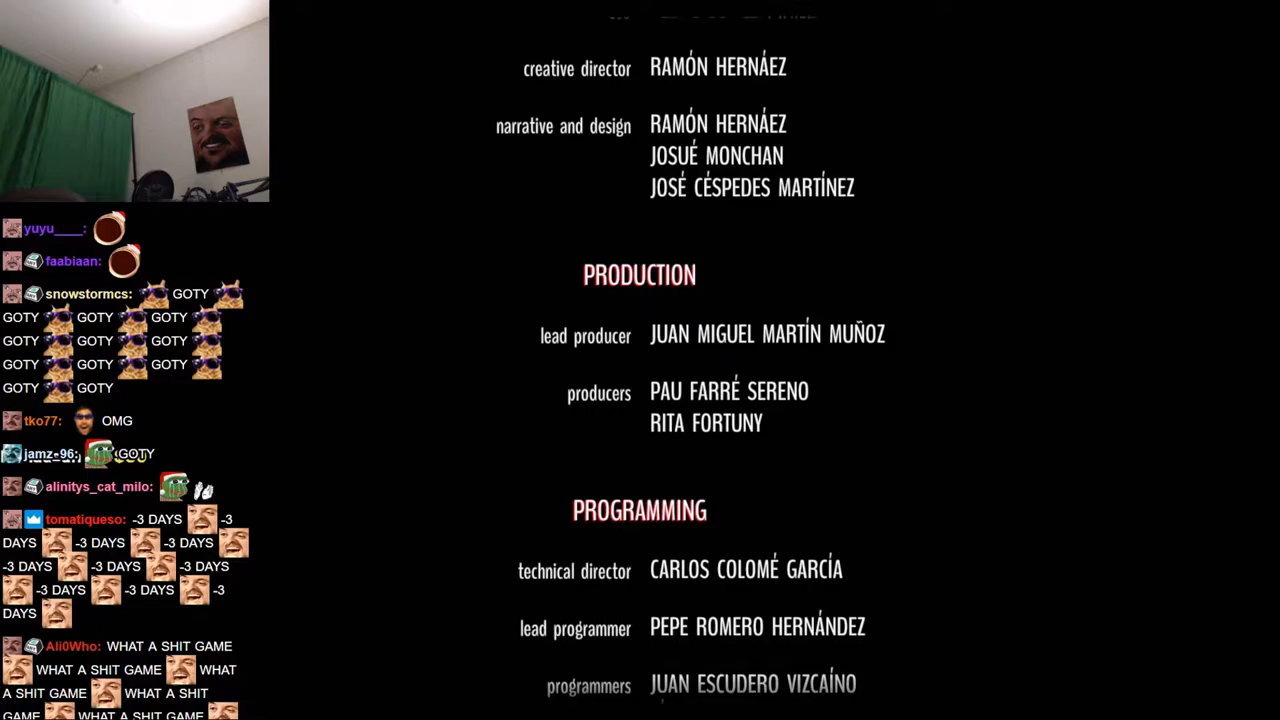 creative director RAMÓN HERNÁEZ
narrative and design RAMÓN HERNÁEZ
JOSUÉ MONCHAN
JOSÉ CÉSPEDES MARTÍNEZ
PRODUCTION
lead producer JUAN MIGUEL MARTÍN MUÑOZ
producers PAU FARRÉ SERENO
RITA FORTUNY
PROGRAMMING
technical director CARLOS COLOMÉ GARCÍA
lead programmer PEPE ROMERO HERNÁNDEZ
programmers JUAN ESCUDERO VIZCAÍNO
yuyu____:
faabiaan:
snowstormcs: GOTY
GOTY GOTY GOTY
GOTY GOTY GOTY
GOTY GOTY GOTY
GOTY GOTY
tko77: OMG
jamz-96: GOTY
alinitys_cat_milo:
tomatiqueso: -3 DAYS -3
DAYS -3 DAYS -3 DAYS
-3 DAYS -3 DAYS -3 DAYS
-3 DAYS -3 DAYS -3
DAYS
Ali0Who: WHAT A SHIT GAME
WHAT A SHIT GAME WHAT
A SHIT GAME WHAT A SHIT
GAME WHAT A SHIT GAME